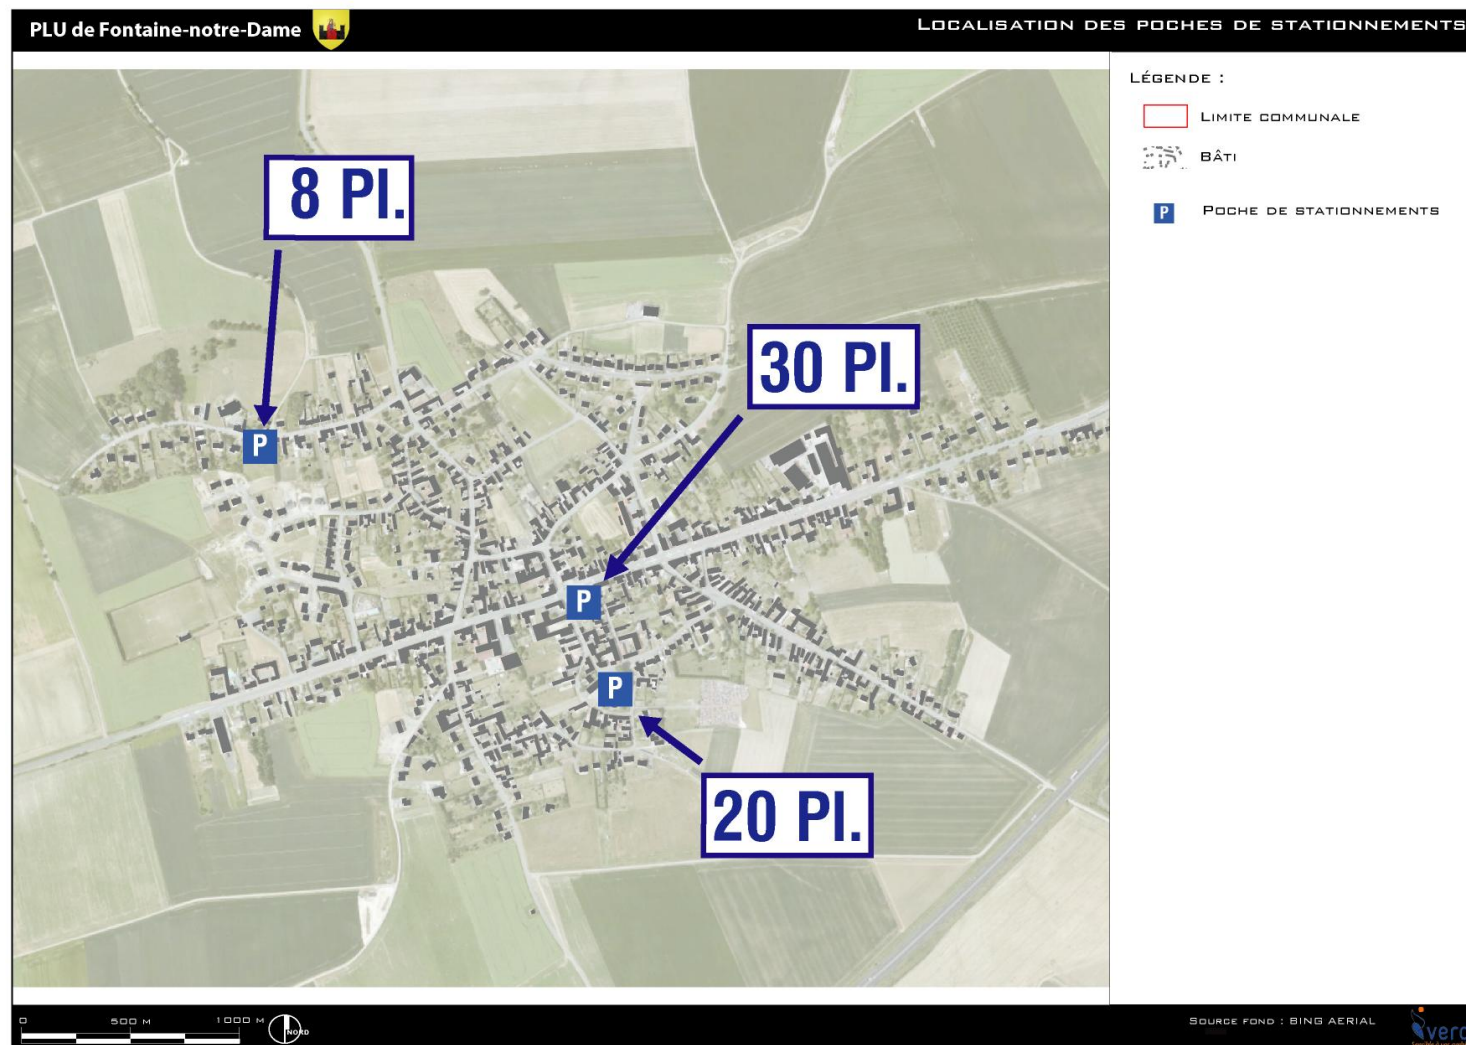 PLU de Fontaine-notre-Dame
Localisation des poches de stationnements
Légende :
Limite communale
Bâti
P Poche de stationnements
8 Pl.
30 Pl.
20 Pl.
P
P
P
0 500 m 1000 m
Nord
Source fond : Bing Aerial